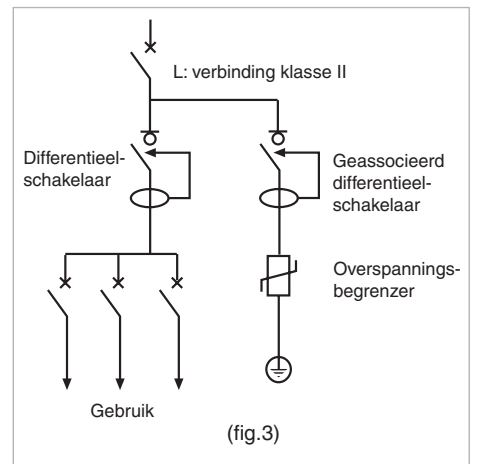 L: verbinding klasse II
Differentieel-
schakelaar
Geassocieerd
differentieel-
schakelaar
Overspannings-
begrenzer
Gebruik
(fig.3)